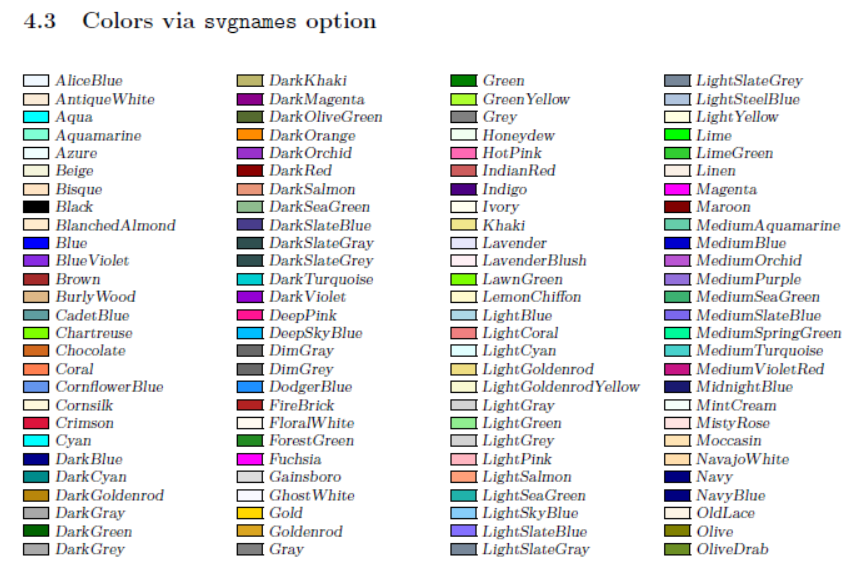 4.3 Colors via svgnames option
AliceBlue
AntiqueWhite
Aqua
Aquamarine
Azure
Beige
Bisque
Black
BlanchedAlmond
Blue
BlueViolet
Brown
BurlyWood
CadetBlue
Chartreuse
Chocolate
Coral
CornflowerBlue
Cornsilk
Crimson
Cyan
DarkBlue
DarkCyan
DarkGoldenrod
DarkGray
DarkGreen
DarkGrey
DarkKhaki
DarkMagenta
DarkOliveGreen
DarkOrange
DarkOrchid
DarkRed
DarkSalmon
DarkSeaGreen
DarkSlateBlue
DarkSlateGray
DarkSlateGrey
DarkTurquoise
DarkViolet
DeepPink
DeepSkyBlue
DimGray
DimGrey
DodgerBlue
FireBrick
FloralWhite
ForestGreen
Fuchsia
Gainsboro
GhostWhite
Gold
Goldenrod
Gray
Green
GreenYellow
Grey
Honeydew
HotPink
IndianRed
Indigo
Ivory
Khaki
Lavender
LavenderBlush
LawnGreen
LemonChiffon
LightBlue
LightCoral
LightCyan
LightGoldenrod
LightGoldenrodYellow
LightGray
LightGreen
LightGrey
LightPink
LightSalmon
LightSeaGreen
LightSkyBlue
LightSlateBlue
LightSlateGray
LightSlateGrey
LightSteelBlue
LightYellow
Lime
LimeGreen
Linen
Magenta
Maroon
MediumAquamarine
MediumBlue
MediumOrchid
MediumPurple
MediumSeaGreen
MediumSlateBlue
MediumSpringGreen
MediumTurquoise
MediumVioletRed
MidnightBlue
MintCream
MistyRose
Moccasin
NavajoWhite
Navy
NavyBlue
OldLace
Olive
OliveDrab